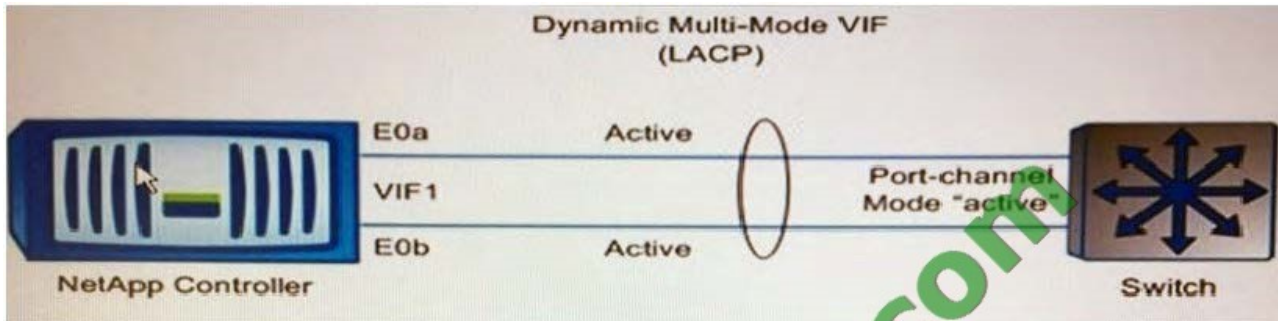 Dynamic Multi-Mode VIF
(LACP)
E0a
Active
VIF1
Port-channel
Mode "active"
E0b
Active
NetApp Controller
Switch
com